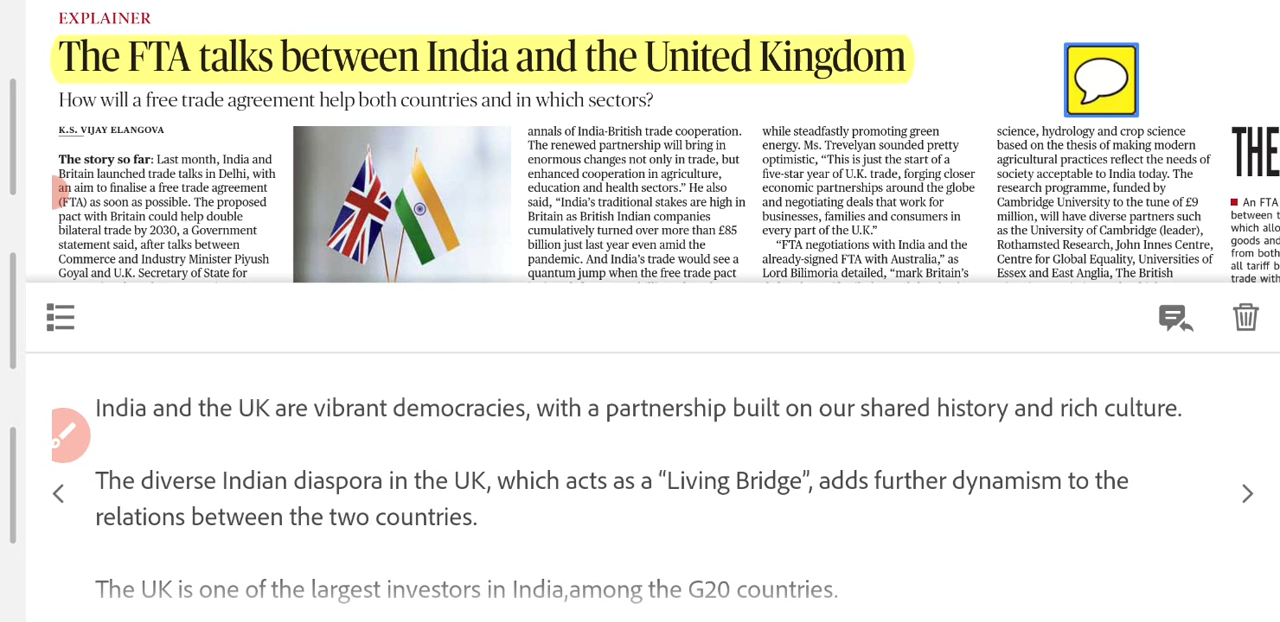 EXPLAINER
The FTA talks between India and the United Kingdom
How will a free trade agreement help both countries and in which sectors?
K.S. VIJAY ELANGOVA
The story so far: Last month, India and
Britain launched trade talks in Delhi, with
an aim to finalise a free trade agreement
(FTA) as soon as possible. The proposed
pact with Britain could help double
bilateral trade by 2030, a Government
statement said, after talks between
Commerce and Industry Minister Piyush
Goyal and U.K. Secretary of State for
annals of India-British trade cooperation.
The renewed partnership will bring in
enormous changes not only in trade, but
enhanced cooperation in agriculture,
education and health sectors.” He also
said, “India’s traditional stakes are high in
Britain as British Indian companies
cumulatively turned over more than £85
billion just last year even amid the
pandemic. And India’s trade would see a
quantum jump when the free trade pact
while steadfastly promoting green
energy. Ms. Trevelyan sounded pretty
optimistic, “This is just the start of a
five-star year of U.K. trade, forging closer
economic partnerships around the globe
and negotiating deals that work for
businesses, families and consumers in
every part of the U.K.”
“FTA negotiations with India and the
already-signed FTA with Australia,” as
Lord Bilimoria detailed, “mark Britain’s
science, hydrology and crop science
based on the thesis of making modern
agricultural practices reflect the needs of
society acceptable to India today. The
research programme, funded by
Cambridge University to the tune of £9
million, will have diverse partners such
as the University of Cambridge (leader),
Rothamsted Research, John Innes Centre,
Centre for Global Equality, Universities of
Essex and East Anglia, The British
THE
An FTA
between t
which allo
goods and
from both
all tariff b
trade with
India and the UK are vibrant democracies, with a partnership built on our shared history and rich culture.
The diverse Indian diaspora in the UK, which acts as a “Living Bridge”, adds further dynamism to the
relations between the two countries.
The UK is one of the largest investors in India,among the G20 countries.